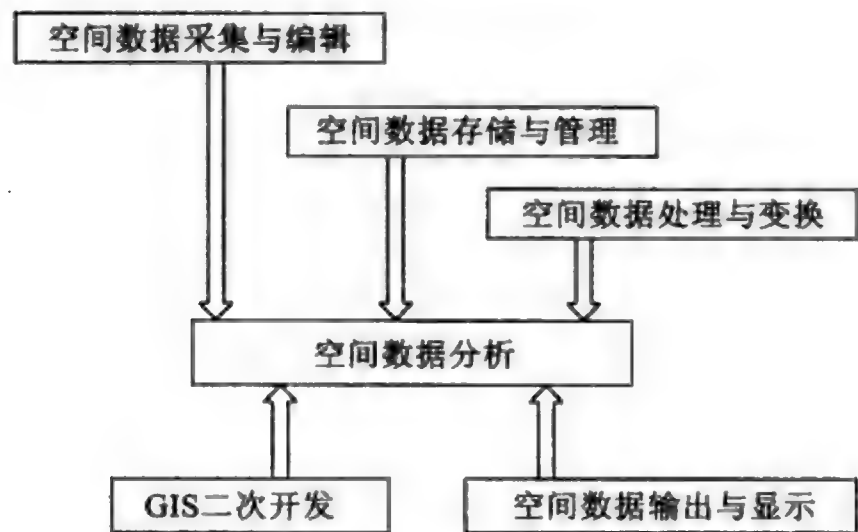 空间数据采集与编辑
空间数据存储与管理
空间数据处理与变换
空间数据分析
GIS二次开发
空间数据输出与显示